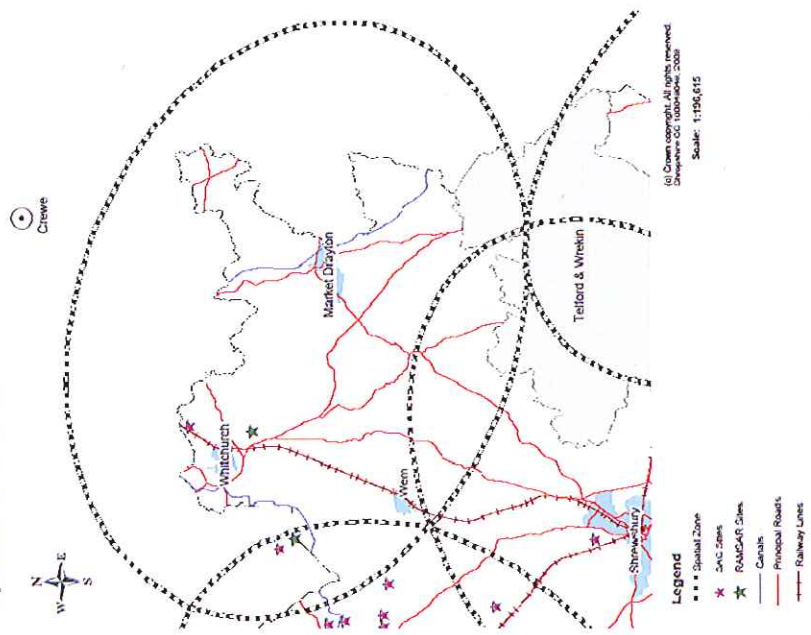 N
W E
S
Crewe
Whitchurch
Market Drayton
Wem
Telford & Wrekin
Shrewsbury
Legend
Spatial Zone
SAC Sites
RAMSAR Sites
Canals
Principal Roads
Railway Lines
(c) Crown copyright. All rights reserved.
Scale: 1:196,615